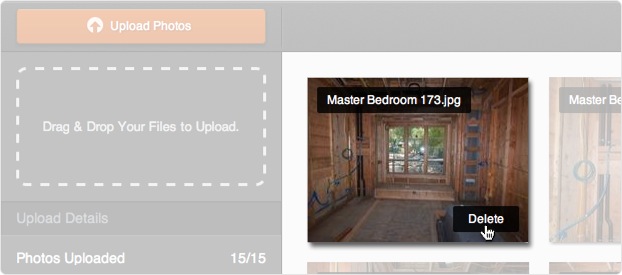 Upload Photos
Drag & Drop Your Files to Upload.
Upload Details
Photos Uploaded 15/15
Master Bedroom 173.jpg
Delete
Master Be